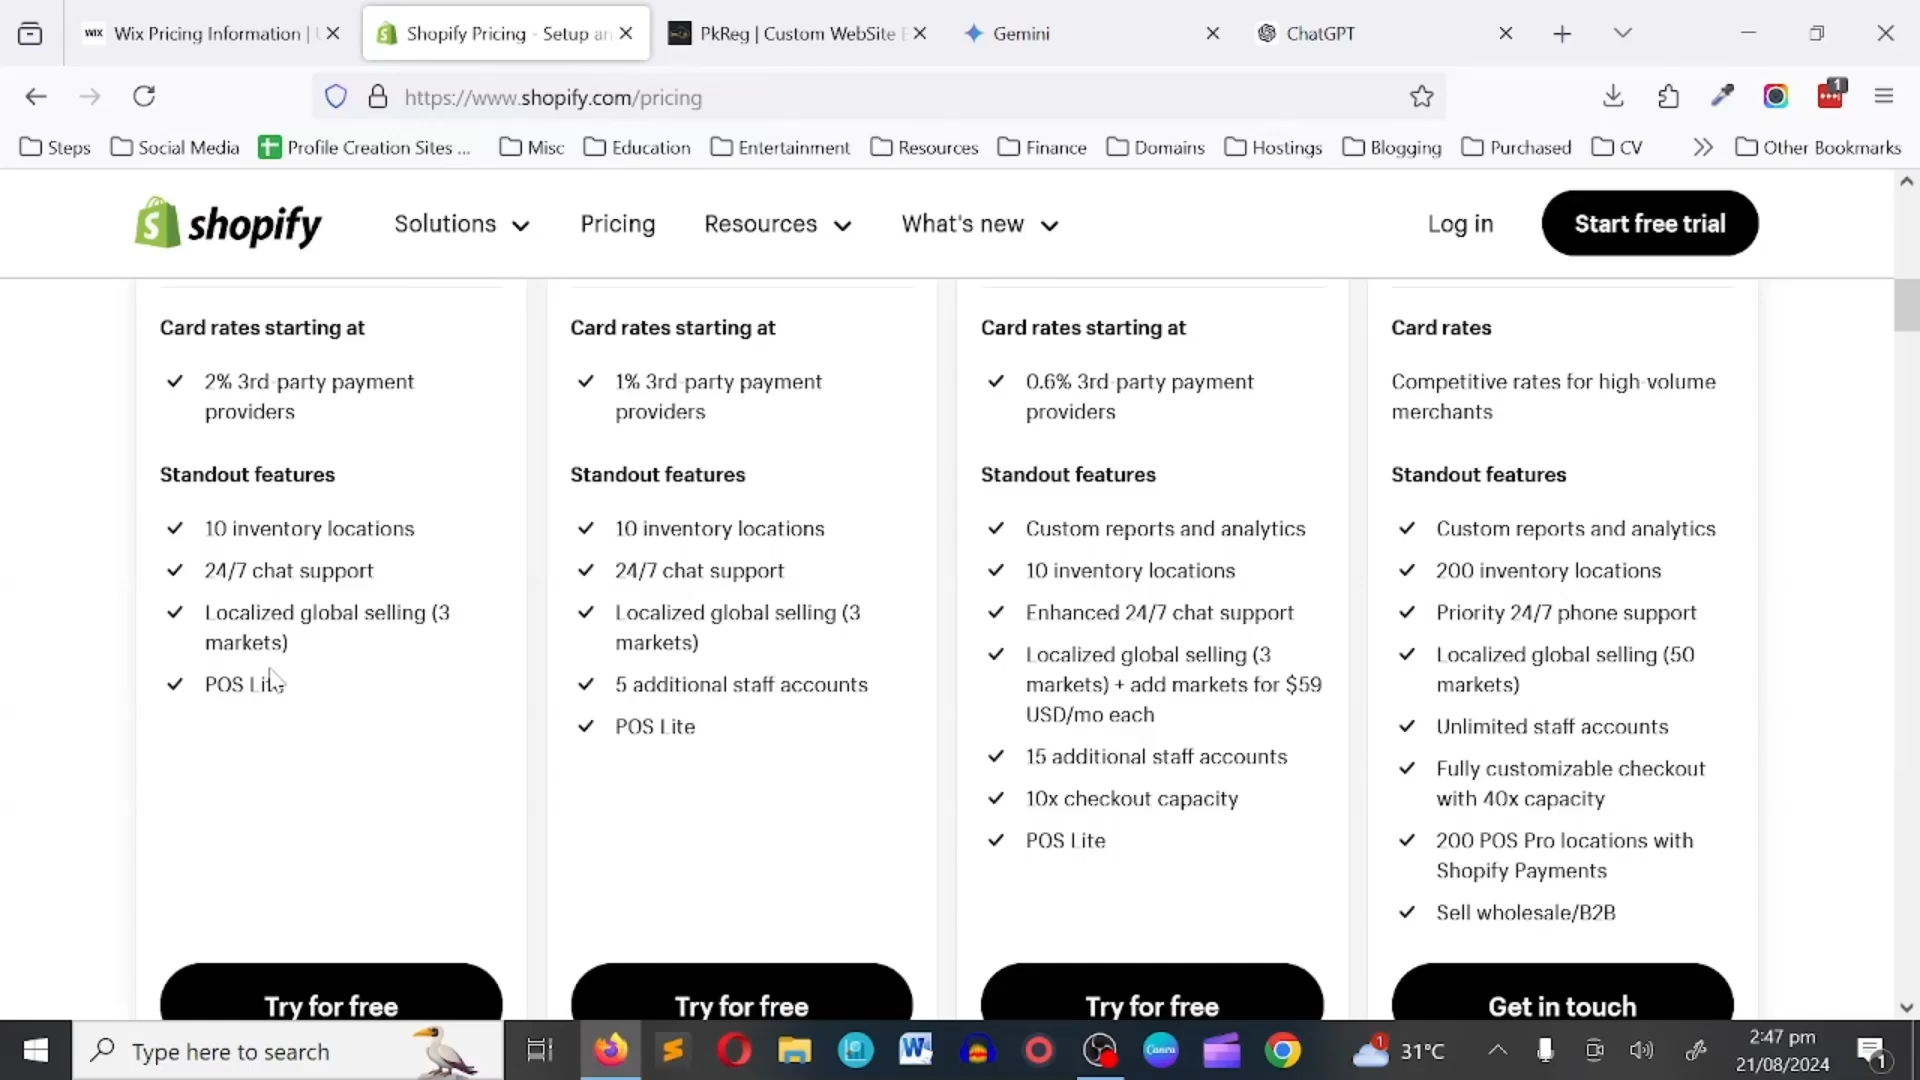 WIX Wix Pricing Information | U
Shopify Pricing - Setup an
PkReg | Custom WebSite E
Gemini
ChatGPT
https://www.shopify.com/pricing
1
Steps
Social Media
Profile Creation Sites ...
Misc
Education
Entertainment
Resources
Finance
Domains
Hostings
Blogging
Purchased
CV
Other Bookmarks
shopify
Solutions
Pricing
Resources
What's new
Log in
Start free trial
Card rates starting at
2% 3rd-party payment
providers
Standout features
10 inventory locations
24/7 chat support
Localized global selling (3
markets)
POS Lite
Try for free
Card rates starting at
1% 3rd-party payment
providers
Standout features
10 inventory locations
24/7 chat support
Localized global selling (3
markets)
5 additional staff accounts
POS Lite
Try for free
Card rates starting at
0.6% 3rd-party payment
providers
Standout features
Custom reports and analytics
10 inventory locations
Enhanced 24/7 chat support
Localized global selling (3
markets) + add markets for $59
USD/mo each
15 additional staff accounts
10x checkout capacity
POS Lite
Try for free
Card rates
Competitive rates for high-volume
merchants
Standout features
Custom reports and analytics
200 inventory locations
Priority 24/7 phone support
Localized global selling (50
markets)
Unlimited staff accounts
Fully customizable checkout
with 40x capacity
200 POS Pro locations with
Shopify Payments
Sell wholesale/B2B
Get in touch
Type here to search
Canva
1
31°C
2:47 pm
21/08/2024
1